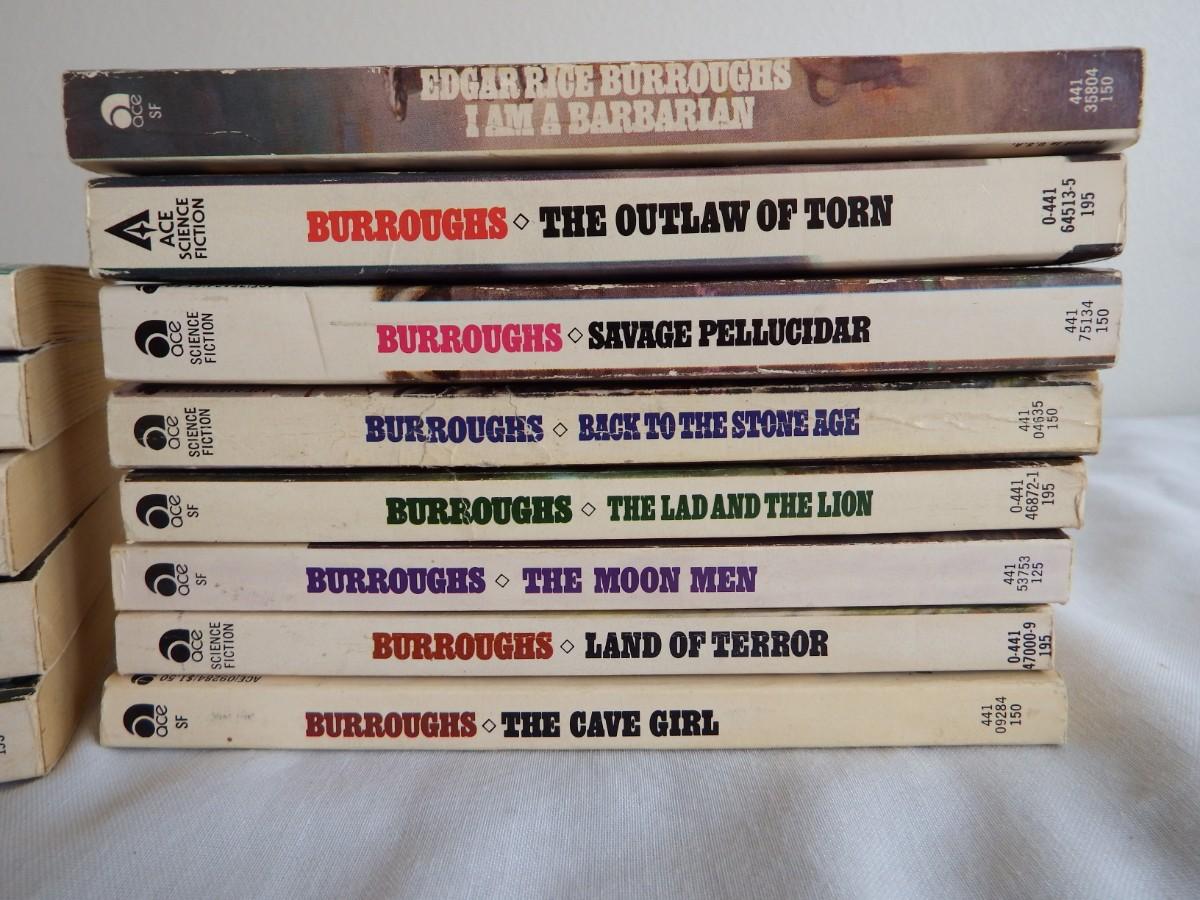 ace
SF
EDGAR RICE BURROUGHS
I AM A BARBARIAN
441
35804
150
ACE
SCIENCE
FICTION
BURROUGHS ◇ THE OUTLAW OF TORN
0-441
64513-5
195
ace
SCIENCE
FICTION
BURROUGHS ◇ SAVAGE PELLUCIDAR
441
75134
150
ace
SCIENCE
FICTION
BURROUGHS ◇ BACK TO THE STONE AGE
441
04635
150
ace
SF
BURROUGHS ◇ THE LAD AND THE LION
0-441
46872-1
195
ace
SF
BURROUGHS ◇ THE MOON MEN
441
53753
125
ace
SCIENCE
FICTION
BURROUGHS ◇ LAND OF TERROR
0-441
47000-9
195
ACE/09284/$1.50
ace
SF
BURROUGHS ◇ THE CAVE GIRL
441
09284
150